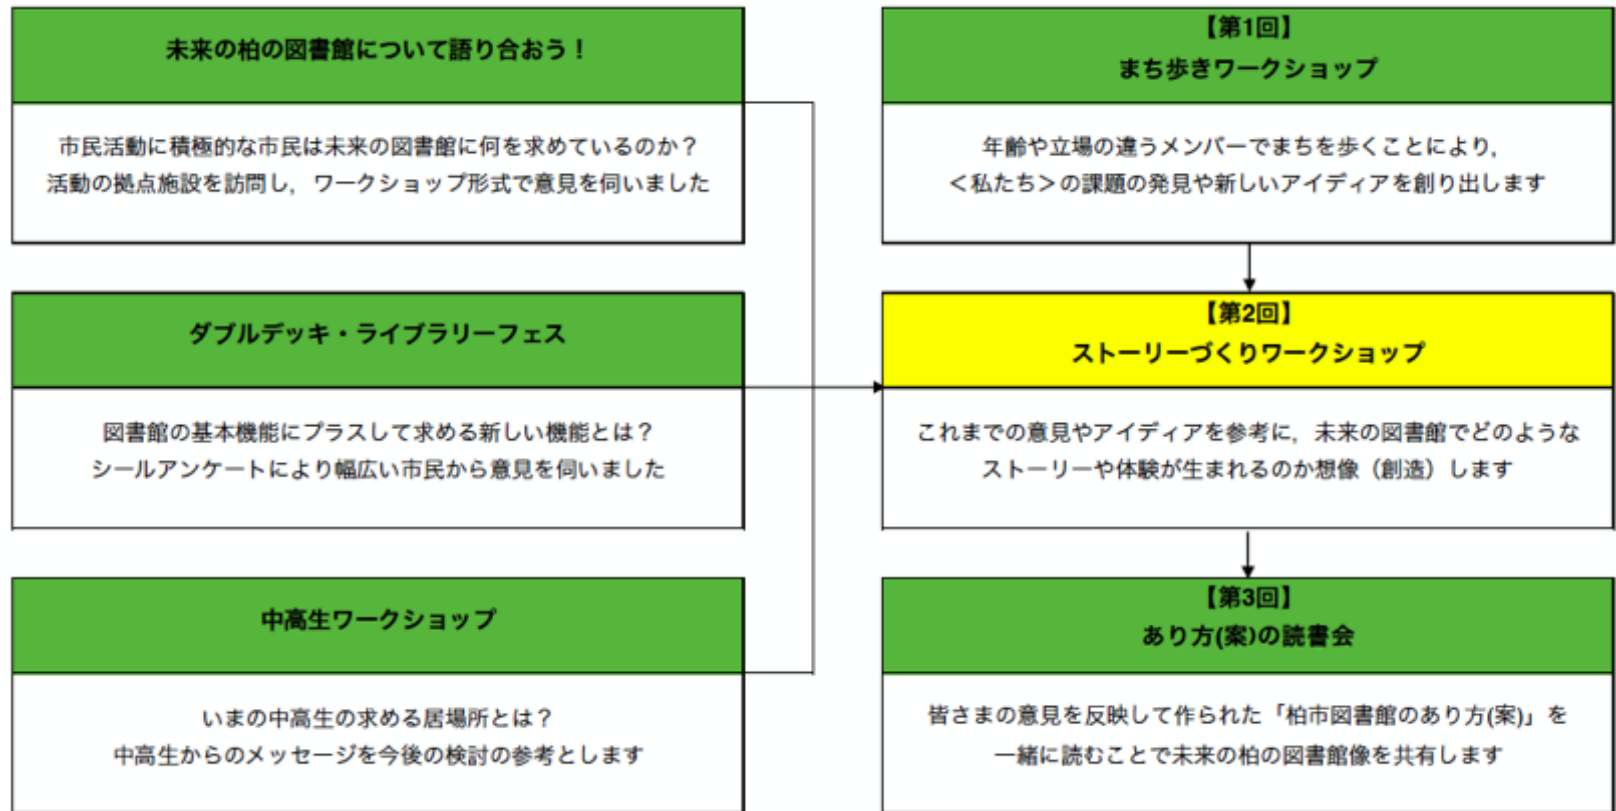 未来の柏の図書館について語り合おう！
市民活動に積極的な市民は未来の図書館に何を求めているのか？
活動の拠点施設を訪問し，ワークショップ形式で意見を伺いました
ダブルデッキ・ライブラリーフェス
図書館の基本機能にプラスして求める新しい機能とは？
シールアンケートにより幅広い市民から意見を伺いました
中高生ワークショップ
いまの中高生の求める居場所とは？
中高生からのメッセージを今後の検討の参考とします
【第1回】
まち歩きワークショップ
年齢や立場の違うメンバーでまちを歩くことにより，
＜私たち＞の課題の発見や新しいアイディアを創り出します
【第2回】
ストーリーづくりワークショップ
これまでの意見やアイディアを参考に，未来の図書館でどのような
ストーリーや体験が生まれるのか想像（創造）します
【第3回】
あり方(案)の読書会
皆さまの意見を反映して作られた「柏市図書館のあり方(案)」を
一緒に読むことで未来の柏の図書館像を共有します